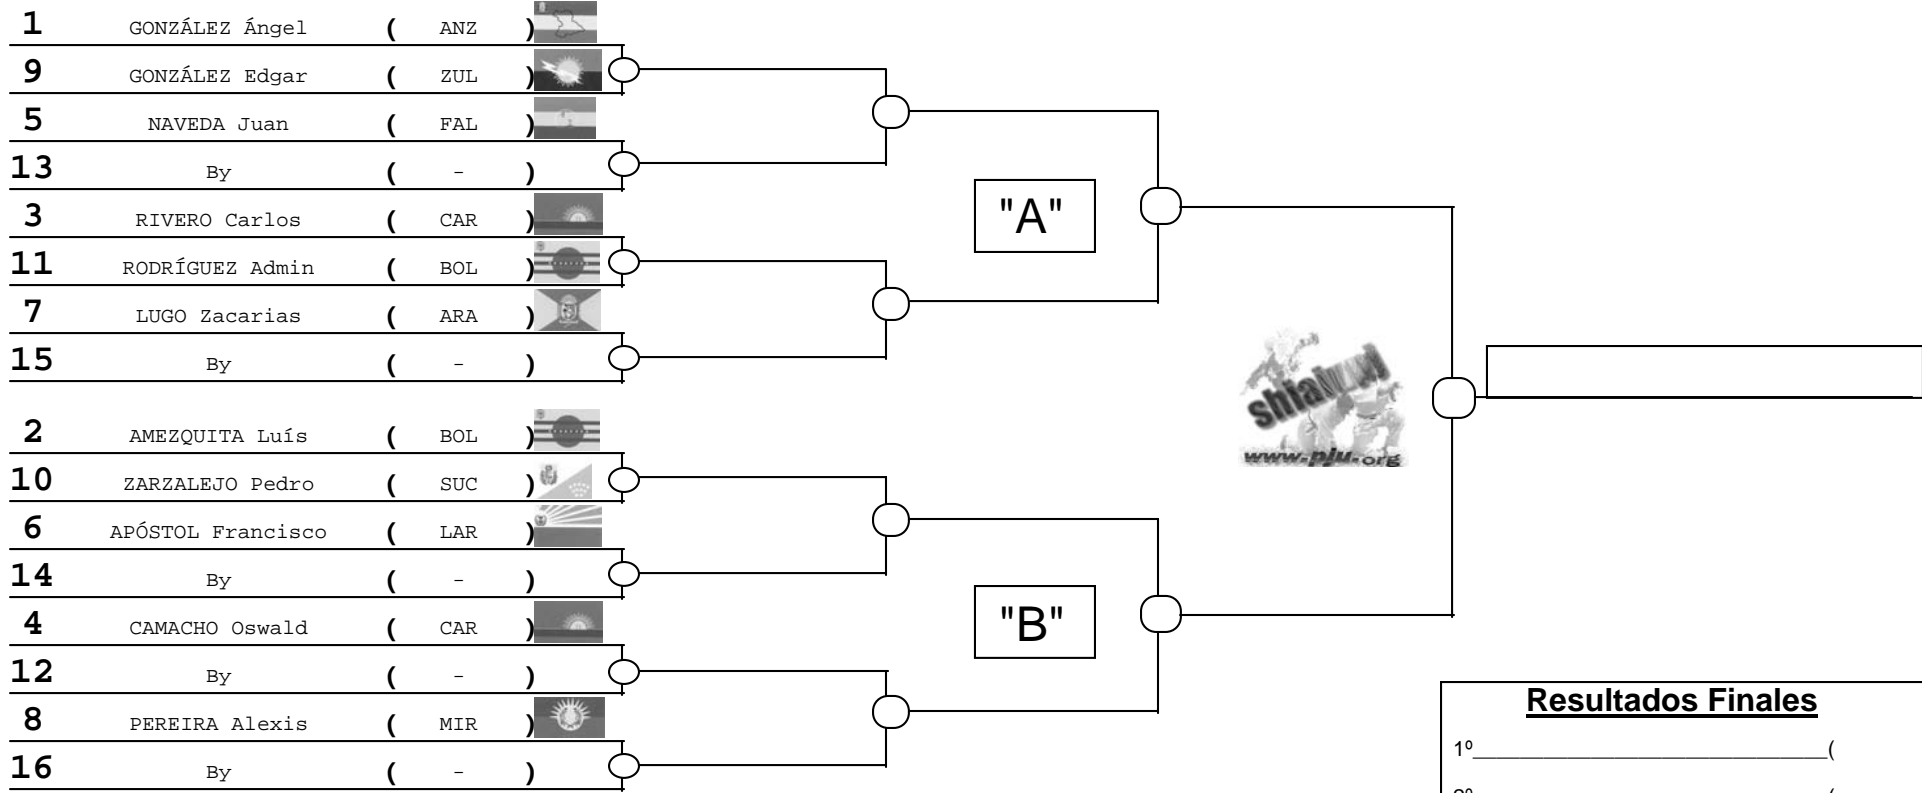 1 GONZÁLEZ Ángel ( ANZ )
9 GONZÁLEZ Edgar ( ZUL )
5 NAVEDA Juan ( FAL )
13 By ( - )
3 RIVERO Carlos ( CAR )
11 RODRÍGUEZ Admin ( BOL )
7 LUGO Zacarias ( ARA )
15 By ( - )
"A"
2 AMEZQUITA Luís ( BOL )
10 ZARZALEJO Pedro ( SUC )
6 APÓSTOL Francisco ( LAR )
14 By ( - )
4 CAMACHO Oswald ( CAR )
12 By ( - )
8 PEREIRA Alexis ( MIR )
16 By ( - )
"B"
www.pju.org
Resultados Finales
1º______________________________(